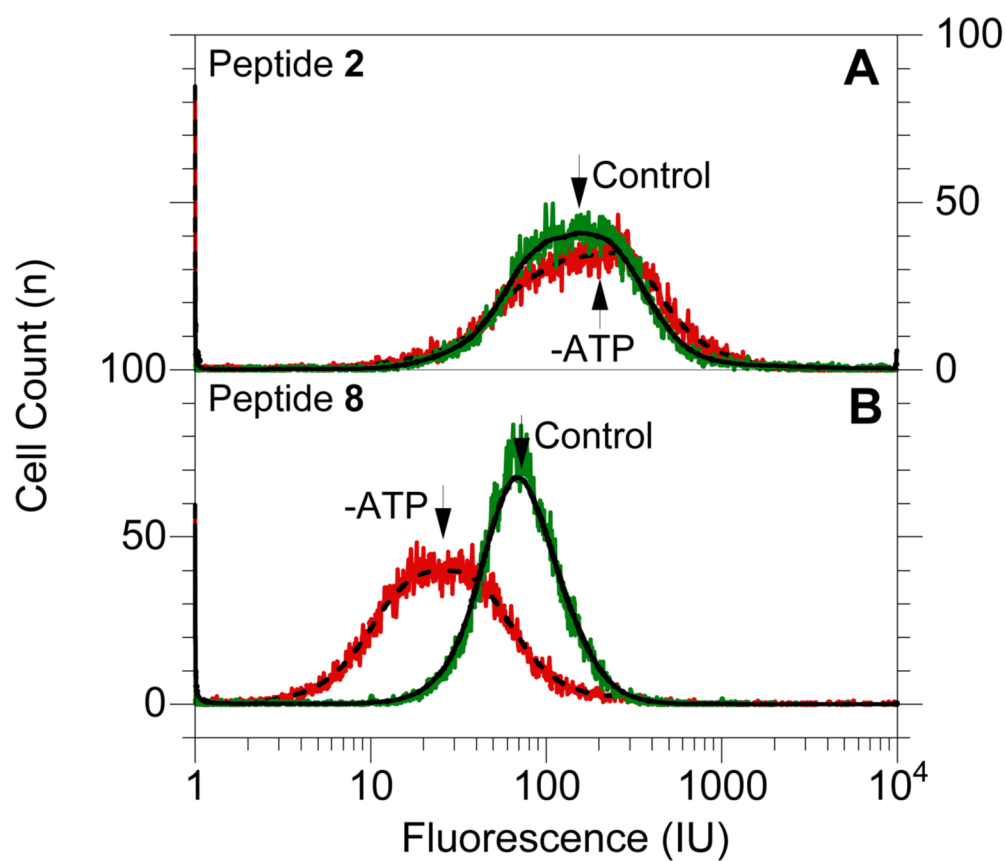 100
Peptide 2
A
Control
50
-ATP
0
100
Peptide 8
B
Control
-ATP
50
0
Cell Count (n)
1 10 100 1000 10⁴
Fluorescence (IU)